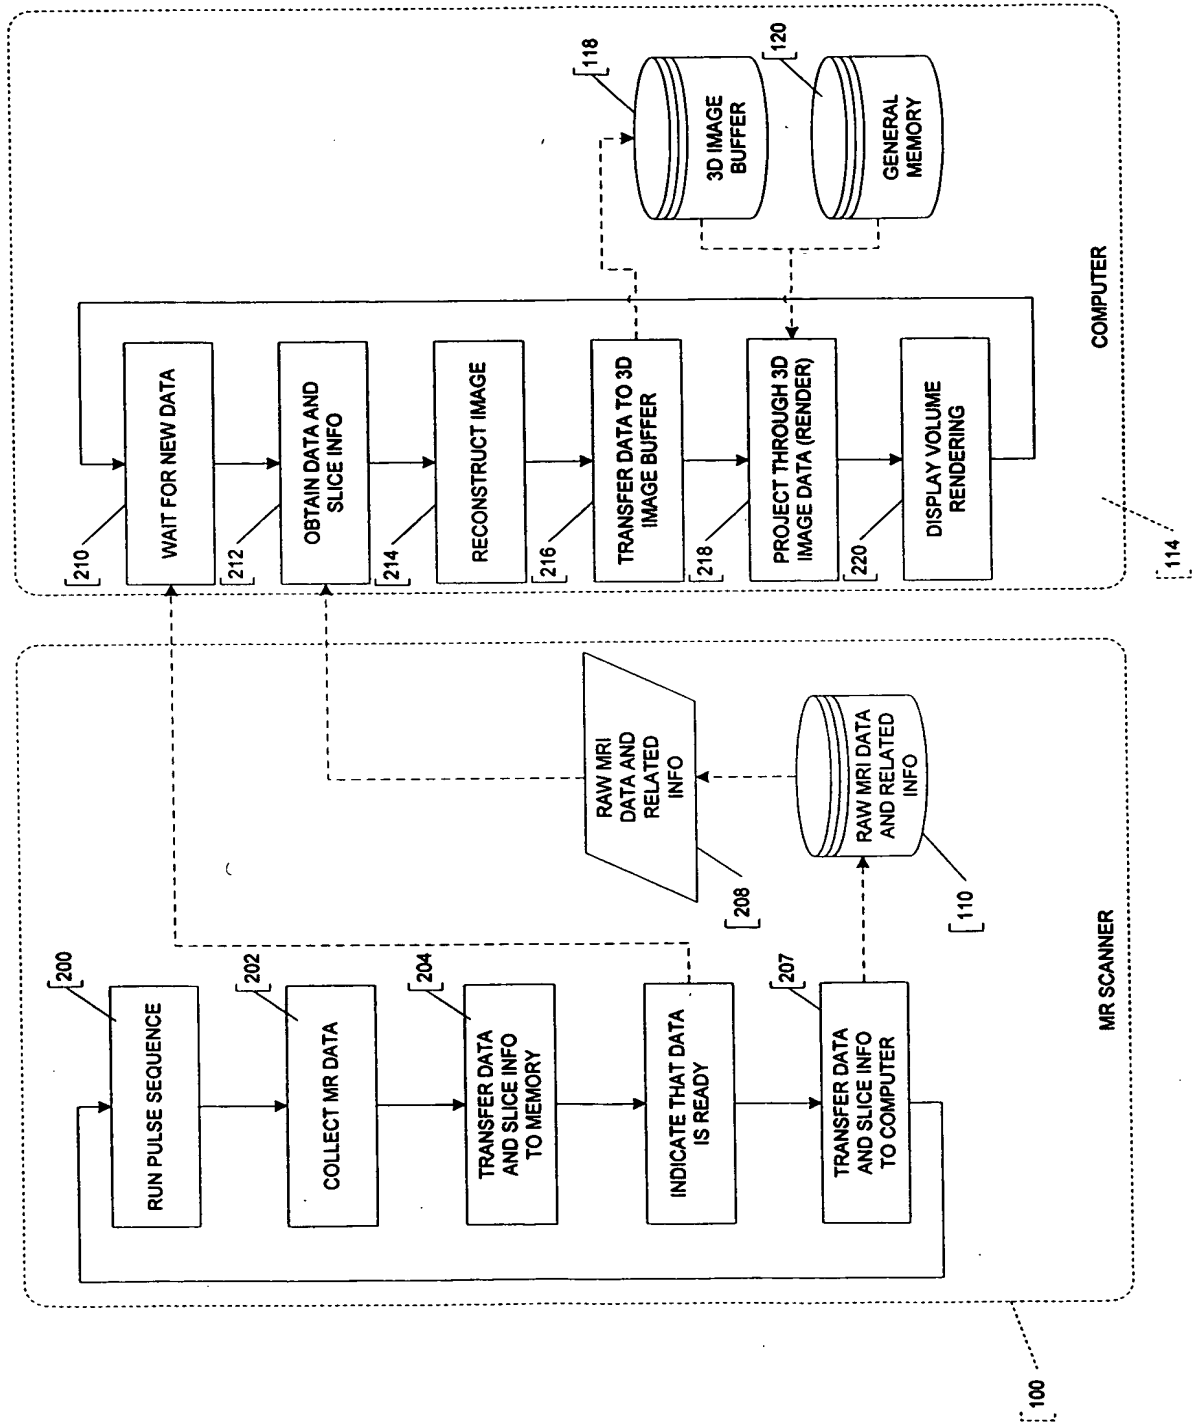 200
RUN PULSE SEQUENCE
202
COLLECT MR DATA
204
TRANSFER DATA
AND SLICE INFO
TO MEMORY
INDICATE THAT DATA
IS READY
207
TRANSFER DATA
AND SLICE INFO
TO COMPUTER
208
RAW MRI
DATA AND
RELATED
INFO
110
RAW MRI DATA
AND RELATED
INFO
MR SCANNER
100
210
WAIT FOR NEW DATA
212
OBTAIN DATA AND
SLICE INFO
214
RECONSTRUCT IMAGE
216
TRANSFER DATA TO 3D
IMAGE BUFFER
218
PROJECT THROUGH 3D
IMAGE DATA (RENDER)
220
DISPLAY VOLUME
RENDERING
118
3D IMAGE
BUFFER
120
GENERAL
MEMORY
COMPUTER
114